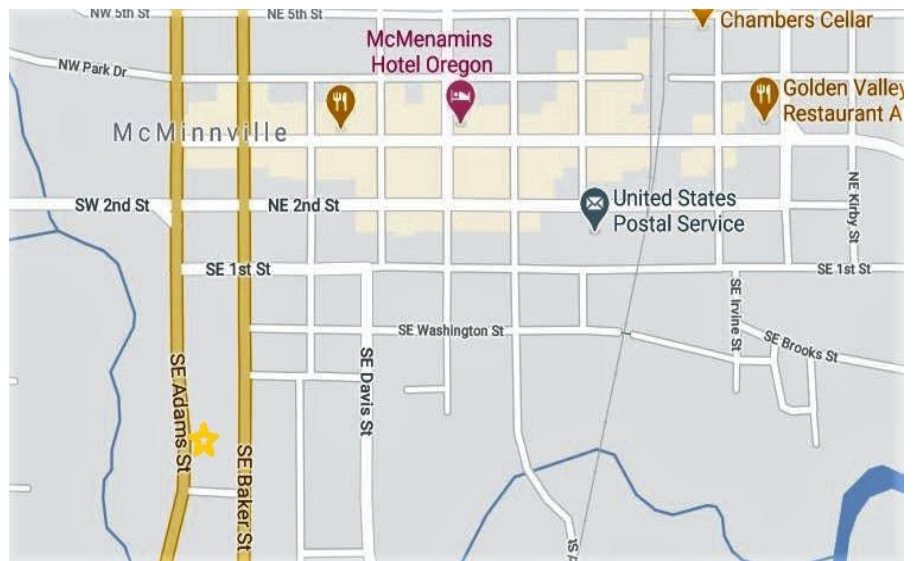 NW 5th St
NE 5th St
Chambers Cellar
McMenamins
Hotel Oregon
NW Park Dr
Golden Valley
Restaurant A
McMinnville
SW 2nd St
NE 2nd St
United States
Postal Service
NE Kirby St
SE 1st St
SE 1st St
SE Irvine St
SE Washington St
SE Brooks St
SE Adams St
SE Davis St
SE Baker St
St